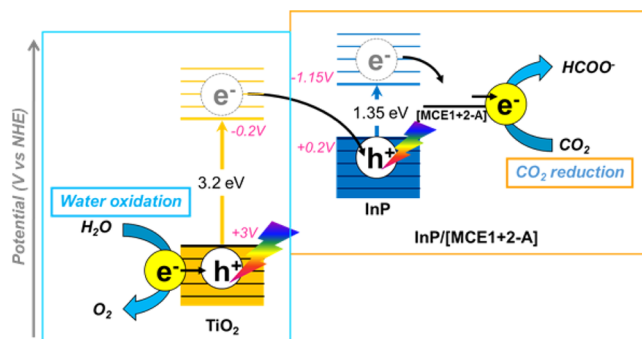 Potential (V vs NHE)
e-
-0.2V
3.2 eV
Water oxidation
H2O
+3V
e-
h+
O2
TiO2
e-
-1.15V
1.35 eV
[MCE1+2-A]
e-
HCOO-
CO2
+0.2V
h+
CO2 reduction
InP
InP/[MCE1+2-A]